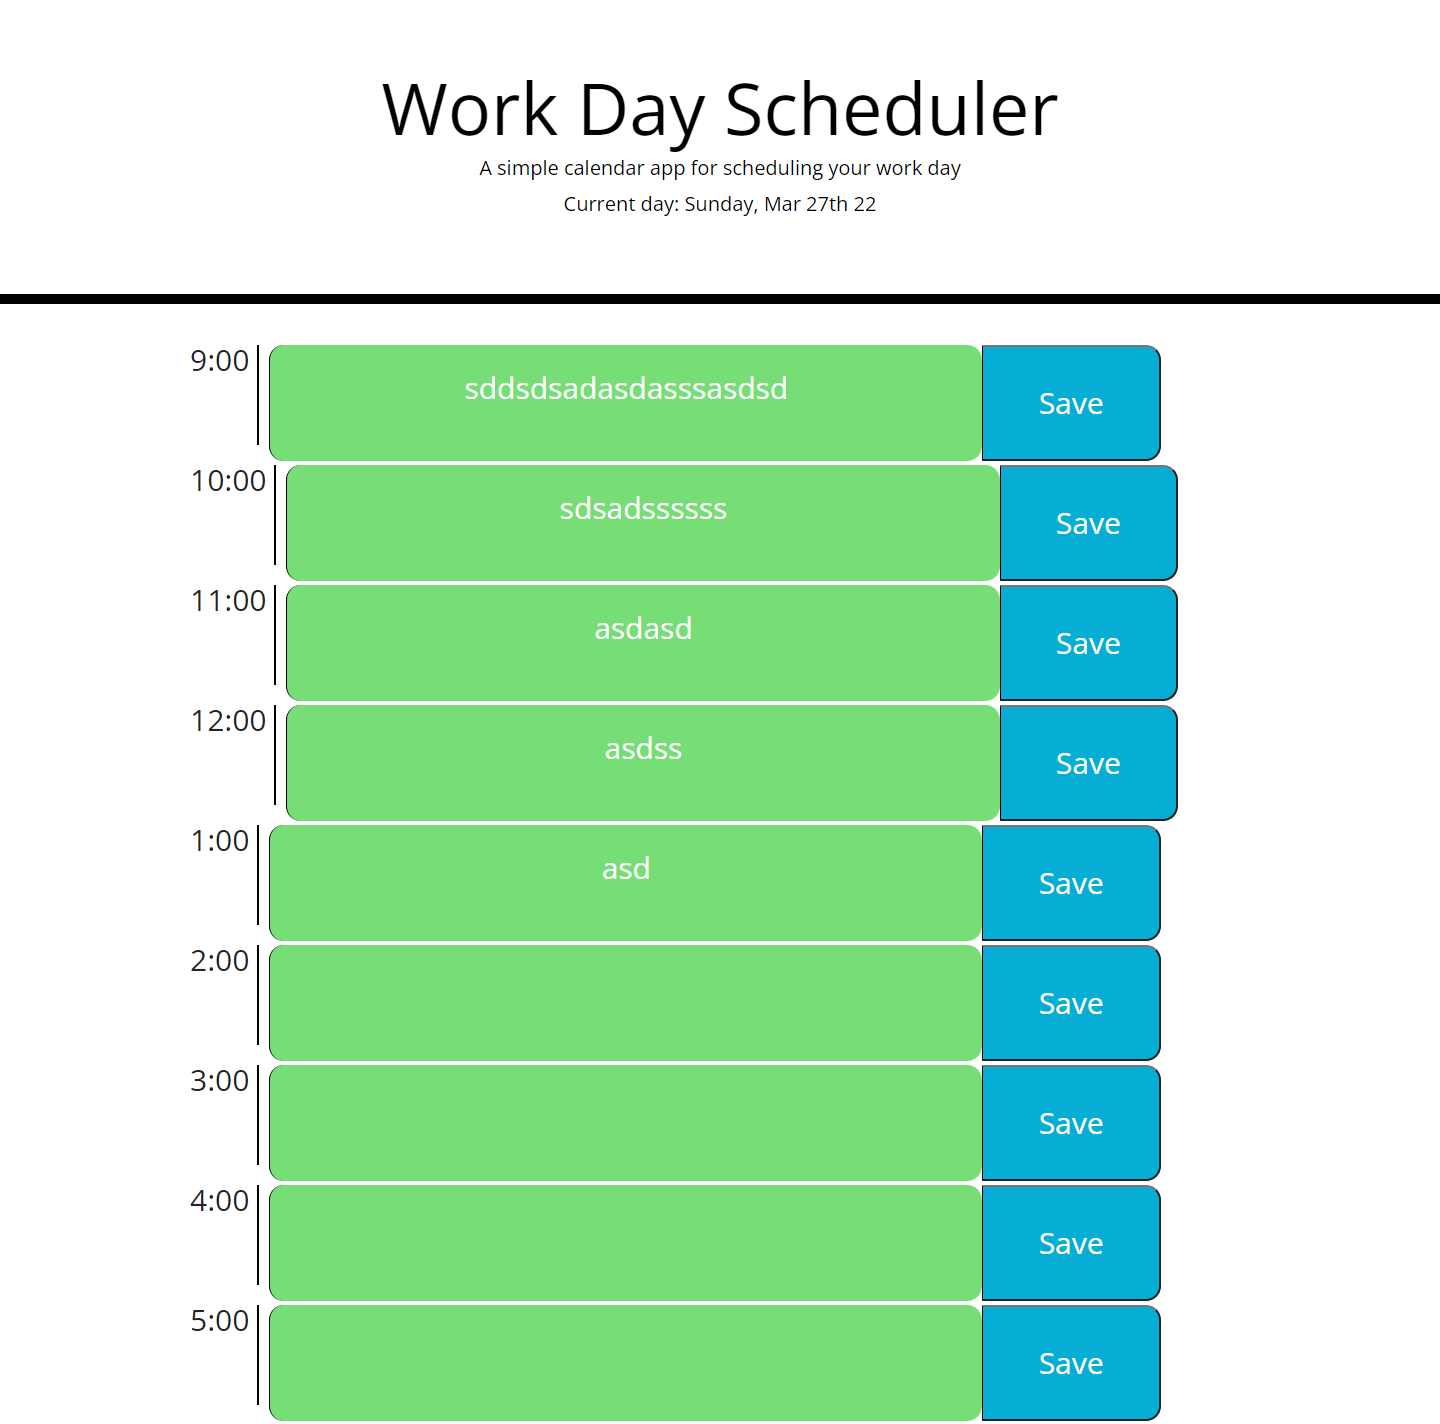 Work Day Scheduler
A simple calendar app for scheduling your work day
Current day: Sunday, Mar 27th 22
9:00 sddsdsadasdasssasdsd Save
10:00 sdsadssssss Save
11:00 asdasd Save
12:00 asdss Save
1:00 asd Save
2:00 Save
3:00 Save
4:00 Save
5:00 Save